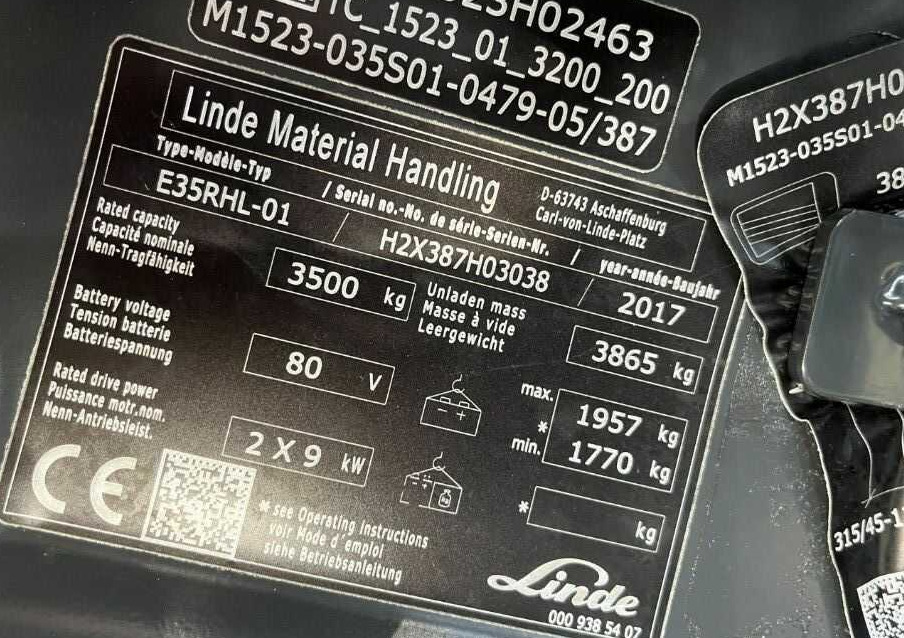 23H02463
TC_1523_01_3200_200
M1523-035S01-0479-05/387
Linde Material Handling
D-63743 Aschaffenburg
Carl-von-Linde-Platz
Type-Modèle-Typ / Serial no.-No. de série-Serien-Nr. / year-année-Baujahr
E35RHL-01 / H2X387H03038 / 2017
Rated capacity
Capacité nominale
Nenn-Tragfähigkeit
3500 kg
Unladen mass
Masse à vide
Leergewicht
3865 kg
Battery voltage
Tension batterie
Batteriespannung
80 V
- +
max. 1957 kg
*
min. 1770 kg
Rated drive power
Puissance motr.nom.
Nenn-Antriebsleist.
2 X 9 kW
* kg
CE
* see Operating Instructions
voir Mode d'emploi
siehe Betriebsanleitung
Linde
000 938 54 07
H2X387H0
M1523-035S01-04
38
315/45-1